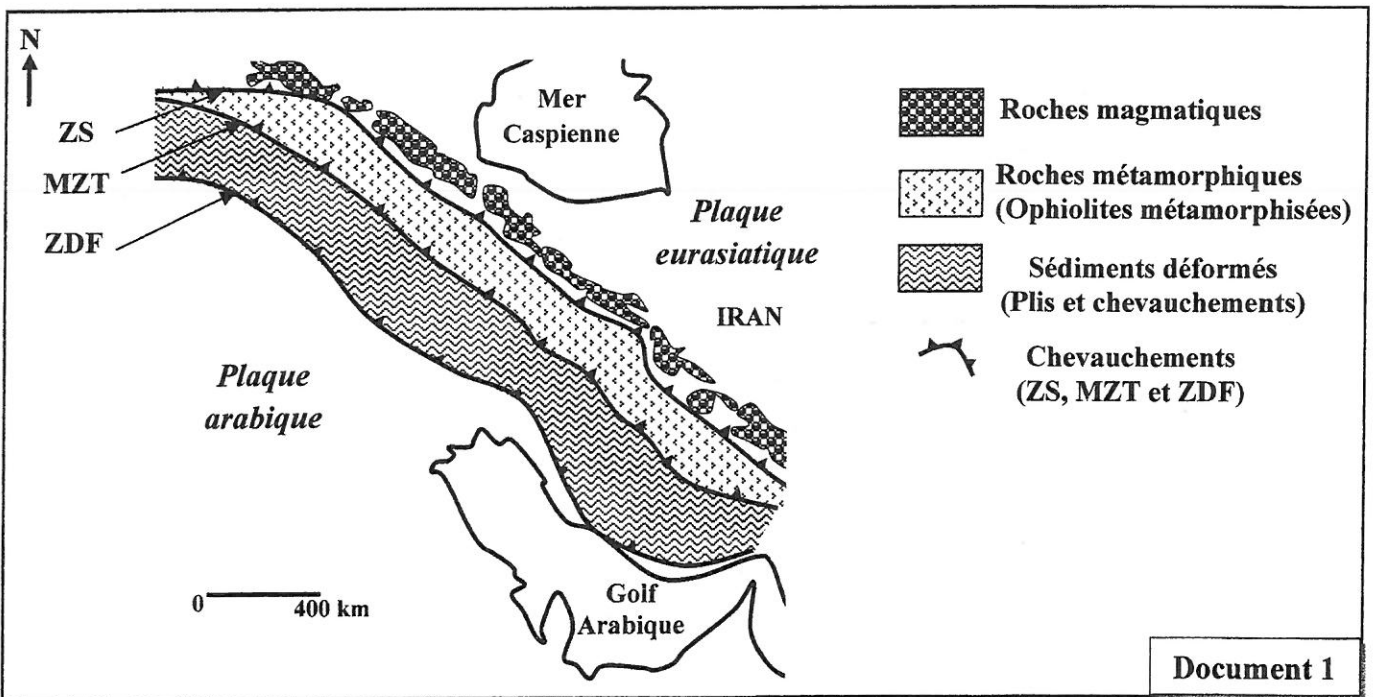 N
ZS
MZT
ZDF
Mer
Caspienne
Plaque
eurasiatique
IRAN
Plaque
arabique
Golf
Arabique
0 400 km
Roches magmatiques
Roches métamorphiques
(Ophiolites métamorphisées)
Sédiments déformés
(Plis et chevauchements)
Chevauchements
(ZS, MZT et ZDF)
Document 1